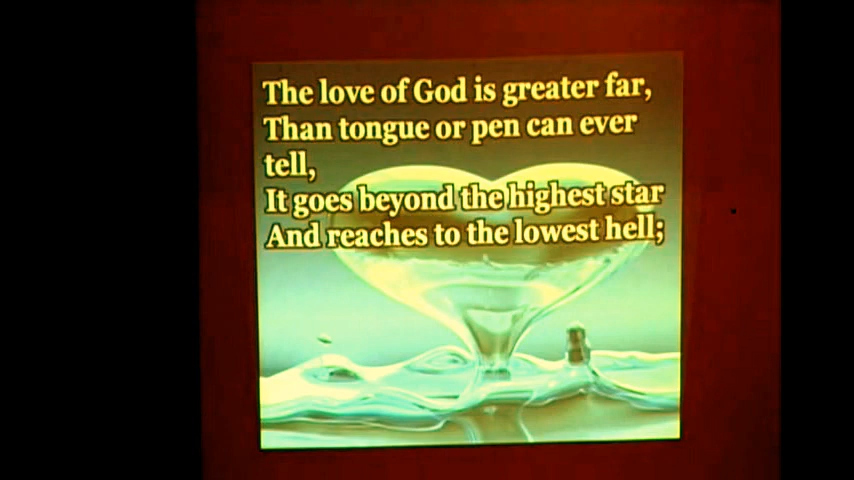 The love of God is greater far,
Than tongue or pen can ever
tell,
It goes beyond the highest star
And reaches to the lowest hell;